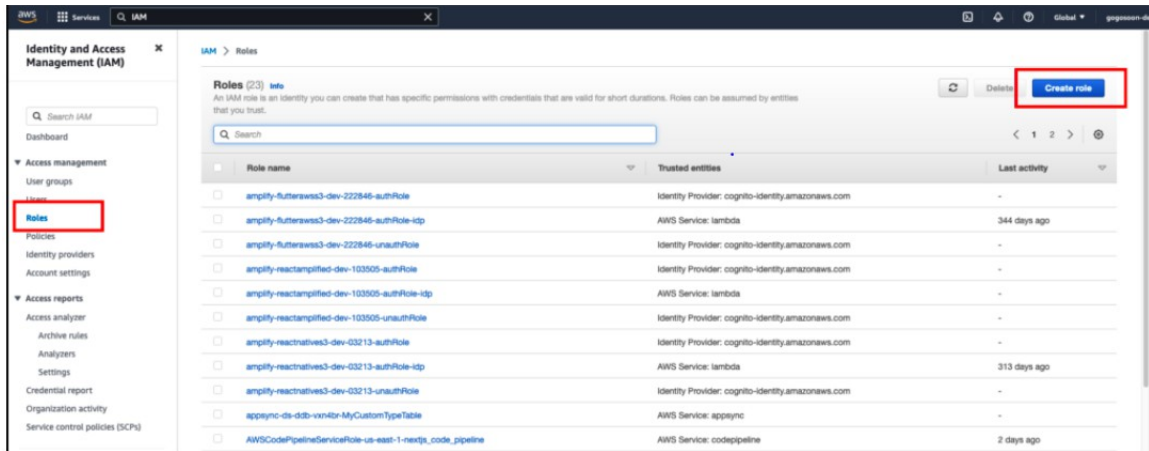 aws Services IAM Global gogosoon-de
Identity and Access Management (IAM)
Search IAM
Dashboard
Access management
User groups
Users
Roles
Policies
Identity providers
Account settings
Access reports
Access analyzer
Archive rules
Analyzers
Settings
Credential report
Organization activity
Service control policies (SCPs)
IAM > Roles
Roles (23) Info
An IAM role is an identity you can create that has specific permissions with credentials that are valid for short durations. Roles can be assumed by entities
that you trust.
Delete Create role
Search
1 2
Role name Trusted entities Last activity
amplify-flutterawss3-dev-222846-authRole Identity Provider: cognito-identity.amazonaws.com -
amplify-flutterawss3-dev-222846-authRole-idp AWS Service: lambda 344 days ago
amplify-flutterawss3-dev-222846-unauthRole Identity Provider: cognito-identity.amazonaws.com -
amplify-reactamplified-dev-103505-authRole Identity Provider: cognito-identity.amazonaws.com -
amplify-reactamplified-dev-103505-authRole-idp AWS Service: lambda -
amplify-reactamplified-dev-103505-unauthRole Identity Provider: cognito-identity.amazonaws.com -
amplify-reactnatives3-dev-03213-authRole Identity Provider: cognito-identity.amazonaws.com -
amplify-reactnatives3-dev-03213-authRole-idp AWS Service: lambda 313 days ago
amplify-reactnatives3-dev-03213-unauthRole Identity Provider: cognito-identity.amazonaws.com -
appsync-ds-ddb-vxn4br-MyCustomTypeTable AWS Service: appsync -
AWSCodePipelineServiceRole-us-east-1-nextjs_code_pipeline AWS Service: codepipeline 2 days ago